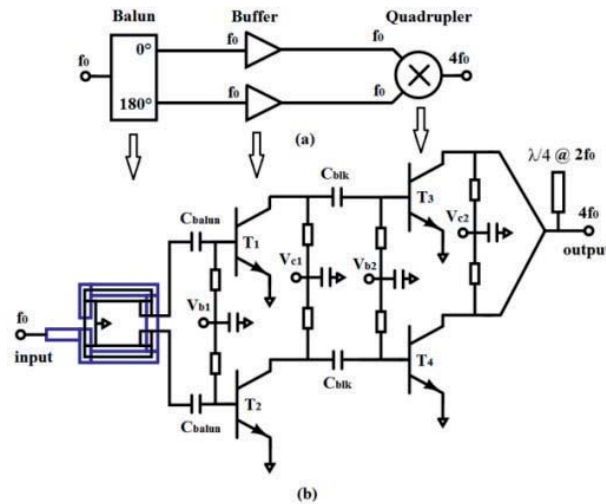 Balun
Buffer
Quadrupler
f₀
0°
180°
f₀
f₀
f₀
f₀
4f₀
(a)
λ/4 @ 2f₀
Cbalun
T₁
Cblk
T₃
Vc1
Vb2
Vc2
4f₀
output
f₀
input
Vb1
Cbalun
T₂
Cblk
T₄
(b)